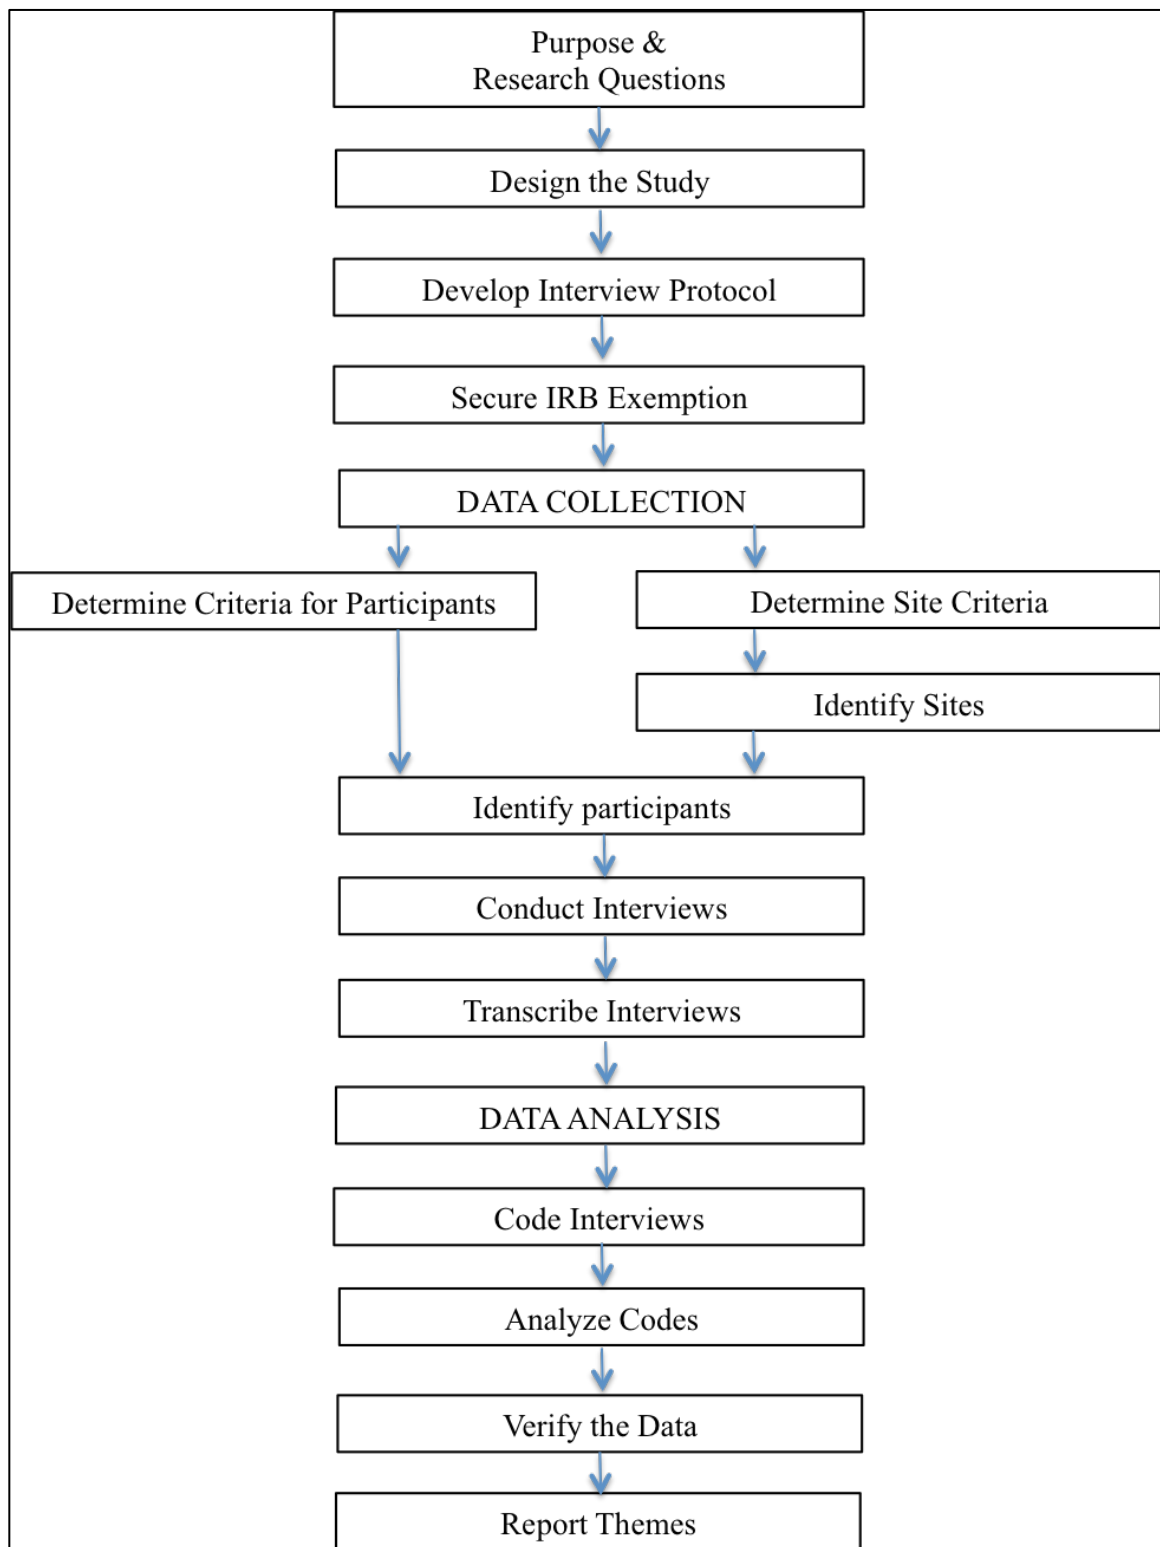 Purpose &
Research Questions
Design the Study
Develop Interview Protocol
Secure IRB Exemption
DATA COLLECTION
Determine Criteria for Participants
Determine Site Criteria
Identify Sites
Identify participants
Conduct Interviews
Transcribe Interviews
DATA ANALYSIS
Code Interviews
Analyze Codes
Verify the Data
Report Themes